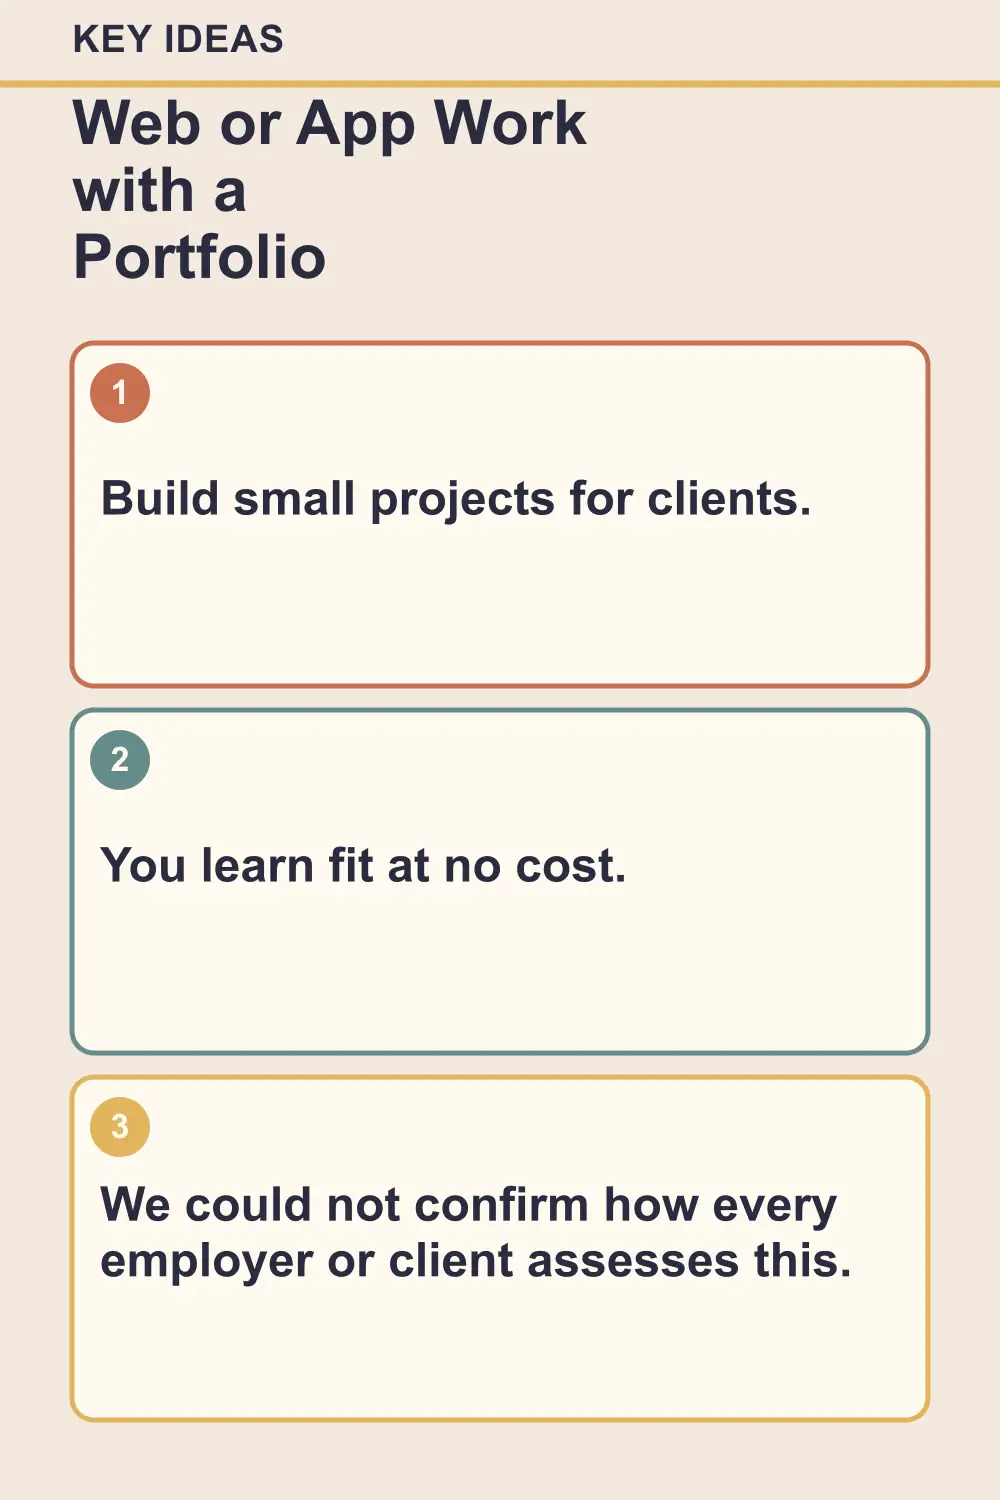 KEY IDEAS
Web or App Work
with a
Portfolio
1
Build small projects for clients.
2
You learn fit at no cost.
3
We could not confirm how every
employer or client assesses this.